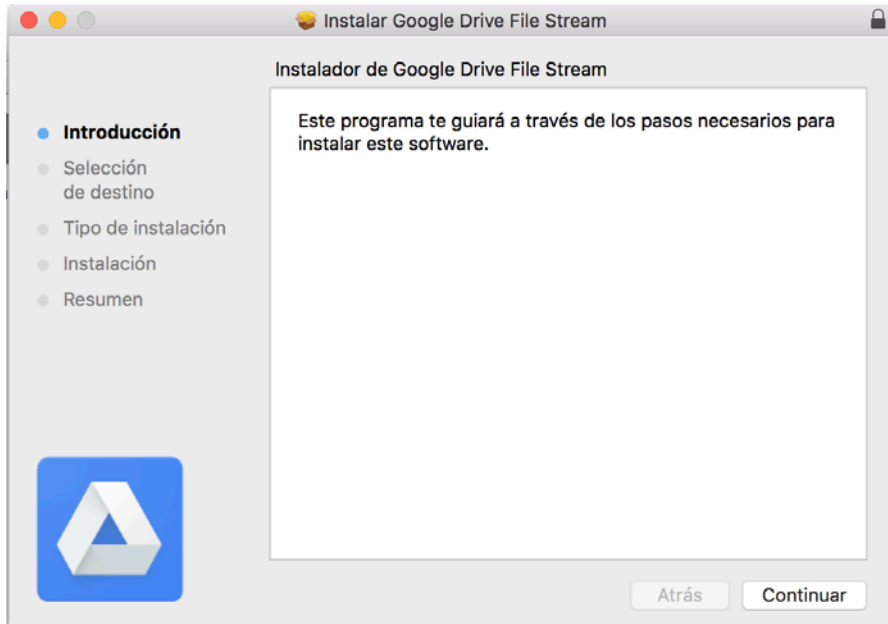 Instalar Google Drive File Stream
Instalador de Google Drive File Stream
Introducción
Selección
de destino
Tipo de instalación
Instalación
Resumen
Este programa te guiará a través de los pasos necesarios para
instalar este software.
Atrás
Continuar